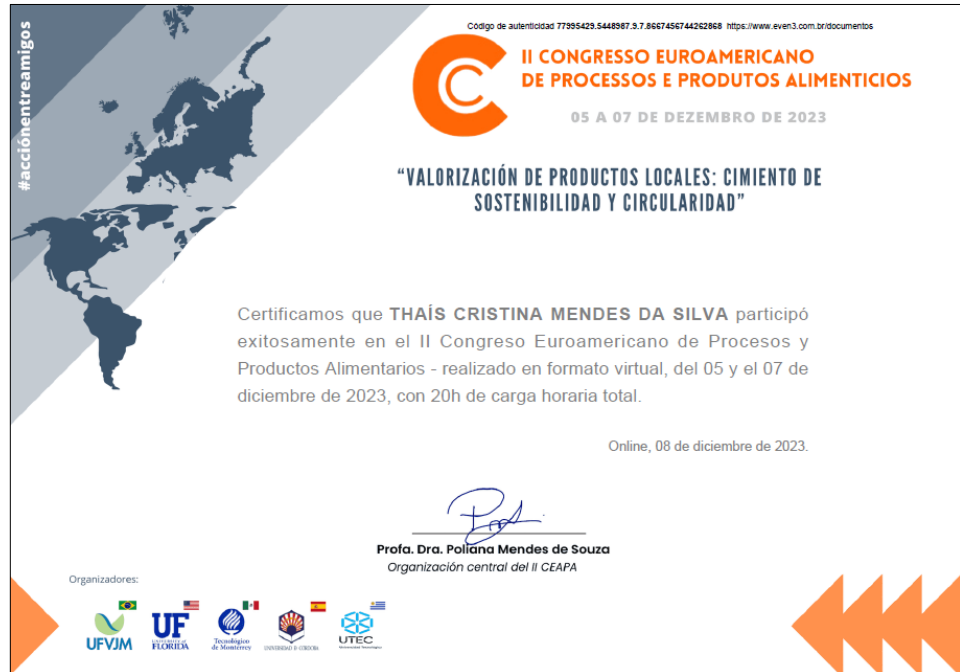 #acciónentreamigos
Código de autenticidad 77995429.5448987.9.7.8667456744262868 https://www.even3.com.br/documentos
II CONGRESSO EUROAMERICANO
DE PROCESSOS E PRODUTOS ALIMENTICIOS
05 A 07 DE DEZEMBRO DE 2023
“VALORIZACIÓN DE PRODUCTOS LOCALES: CIMIENTO DE
SOSTENIBILIDAD Y CIRCULARIDAD”
Certificamos que THAÍS CRISTINA MENDES DA SILVA participó
exitosamente en el II Congreso Euroamericano de Procesos y
Productos Alimentarios - realizado en formato virtual, del 05 y el 07 de
diciembre de 2023, con 20h de carga horaria total.
Online, 08 de diciembre de 2023.
Profa. Dra. Poliana Mendes de Souza
Organización central del II CEAPA
Organizadores:
UFVJM
UF
UNIVERSITY of
FLORIDA
Tecnológico
de Monterrey
UNIVERSIDAD D CÓRDOBA
UTEC
Universidad Tecnológica